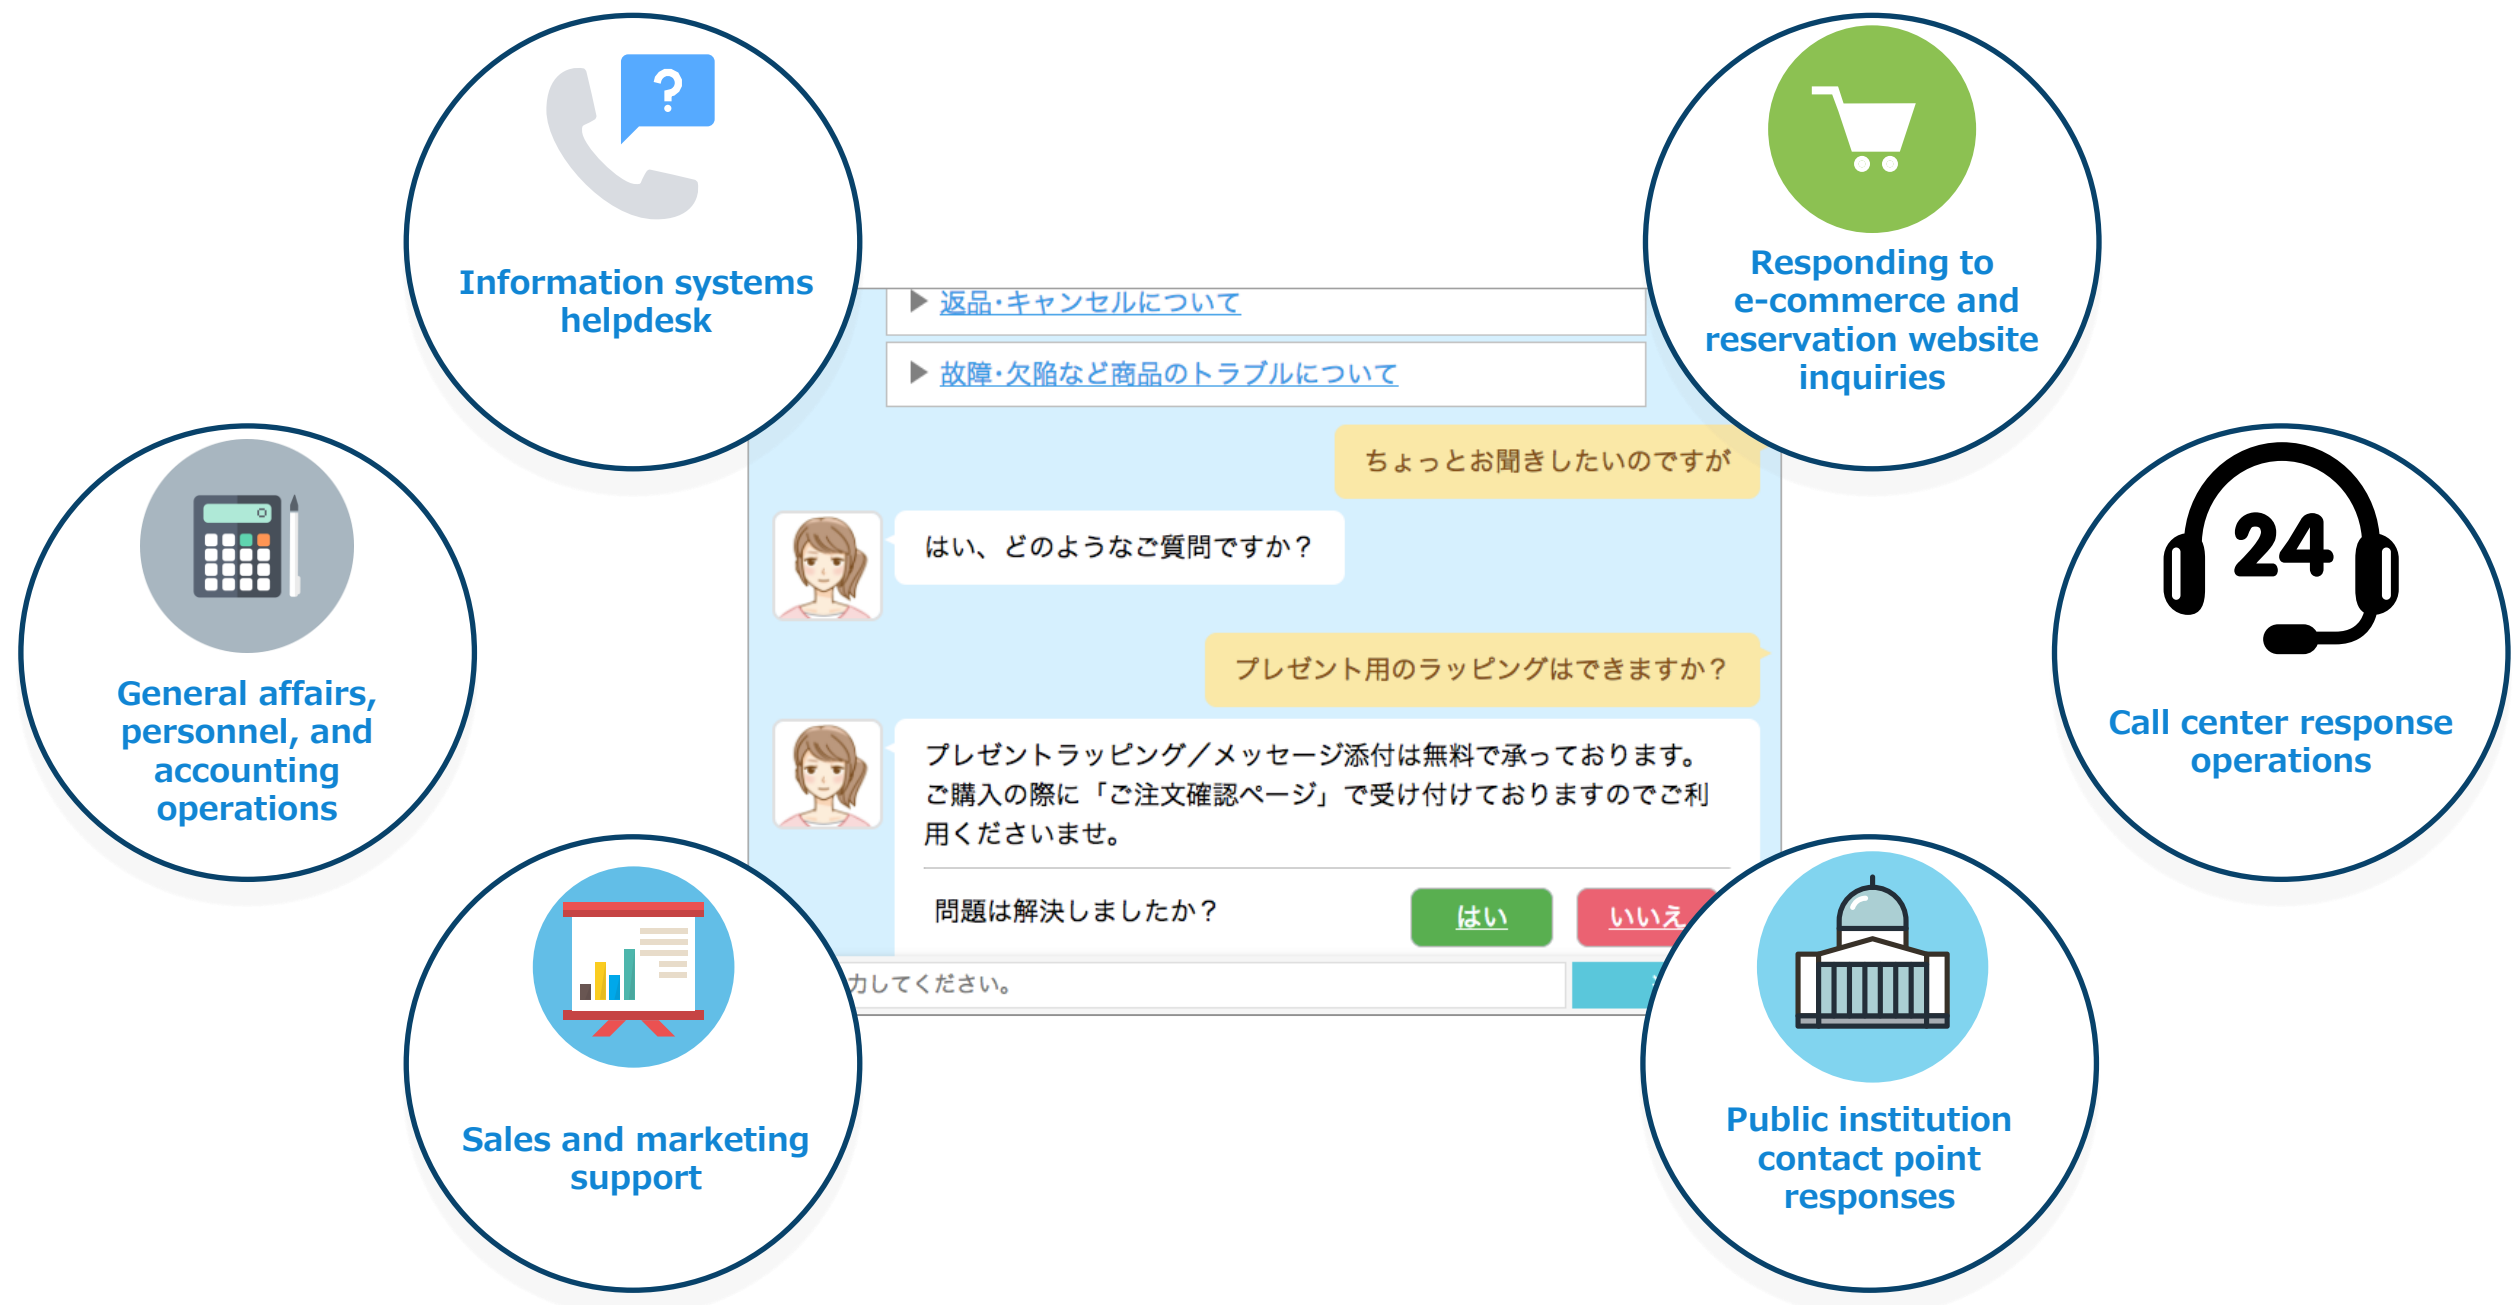 ?
Information systems
helpdesk
Responding to
e-commerce and
reservation website
inquiries
General affairs,
personnel, and
accounting
operations
返品・キャンセルについて
故障・欠陥など商品のトラブルについて
ちょっとお聞きしたいのですが
はい、どのようなご質問ですか?
プレゼント用のラッピングはできますか?
プレゼントラッピング／メッセージ添付は無料で承っております。
ご購入の際に「ご注文確認ページ」で受け付けておりますのでご利
用くださいませ。
問題は解決しましたか?
はい
いいえ
力してください。
24
Call center response
operations
Sales and marketing
support
Public institution
contact point
responses